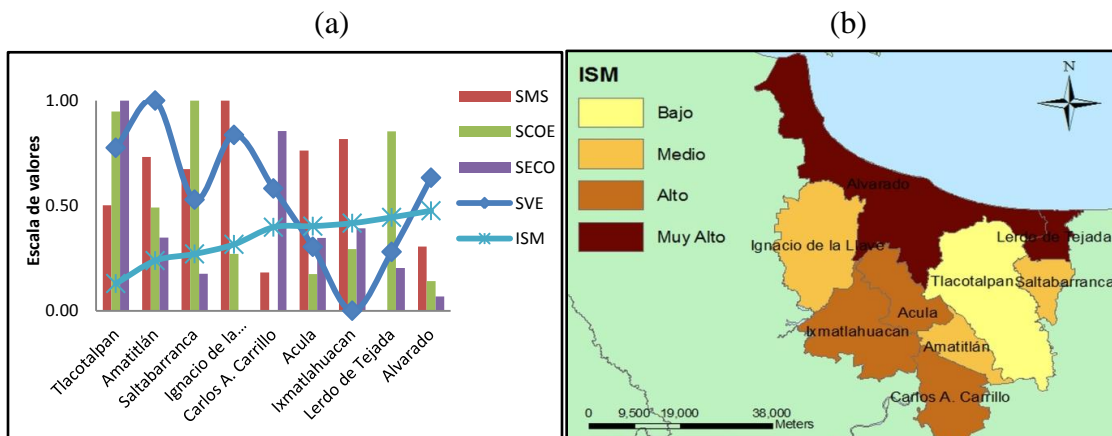 (a)
(b)
Escala de valores
1.00
0.50
0.00
SMS
SCOE
SECO
SVE
ISM
Tlacotalpan
Amatitlán
Saltabarranca
Ignacio de la...
Carlos A. Carrillo
Acula
Ixmatlahuacan
Lerdo de Tejada
Alvarado
ISM
Bajo
Medio
Alto
Muy Alto
N
Alvarado
Ignacio de la Llave
Lerdo de Tejada
Tlacotalpan
Saltabarranca
Acula
Ixmatlahuacan
Amatitlán
Carlos A. Carrillo
0 9,500 19,000 38,000
Meters